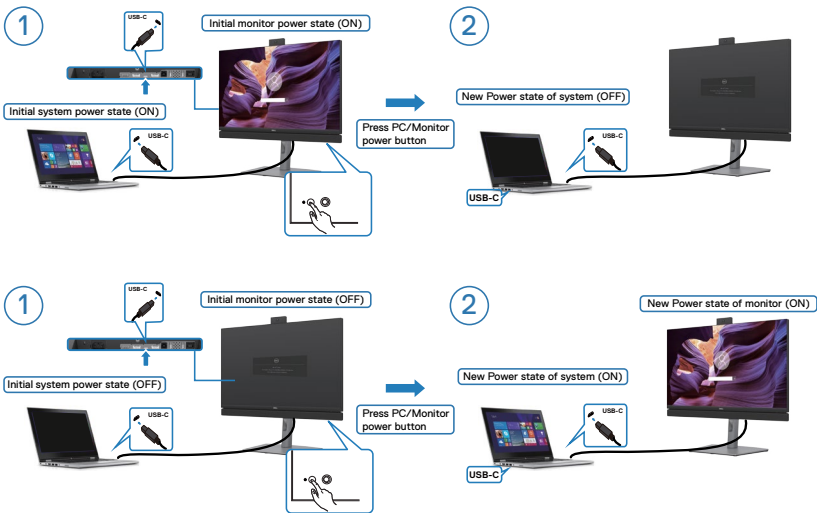 1
USB-C
Initial monitor power state (ON)
Initial system power state (ON)
USB-C
Press PC/Monitor
power button
2
New Power state of system (OFF)
USB-C
USB-C
1
USB-C
Initial monitor power state (OFF)
Initial system power state (OFF)
USB-C
Press PC/Monitor
power button
2
New Power state of monitor (ON)
New Power state of system (ON)
USB-C
USB-C